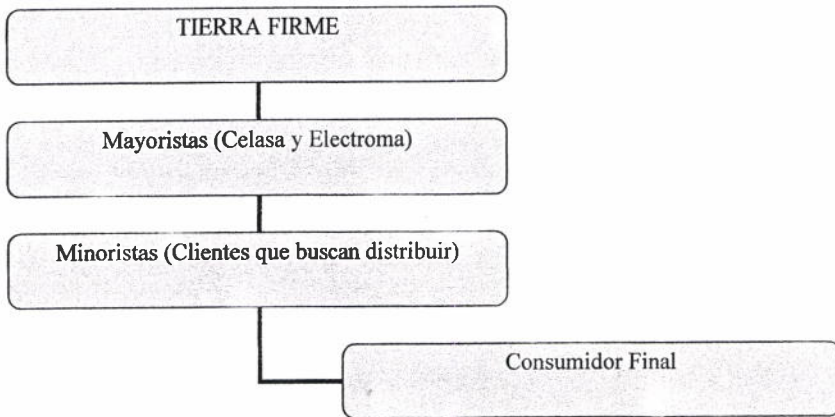 TIERRA FIRME
Mayoristas (Celasa y Electroma)
Minoristas (Clientes que buscan distribuir)
Consumidor Final